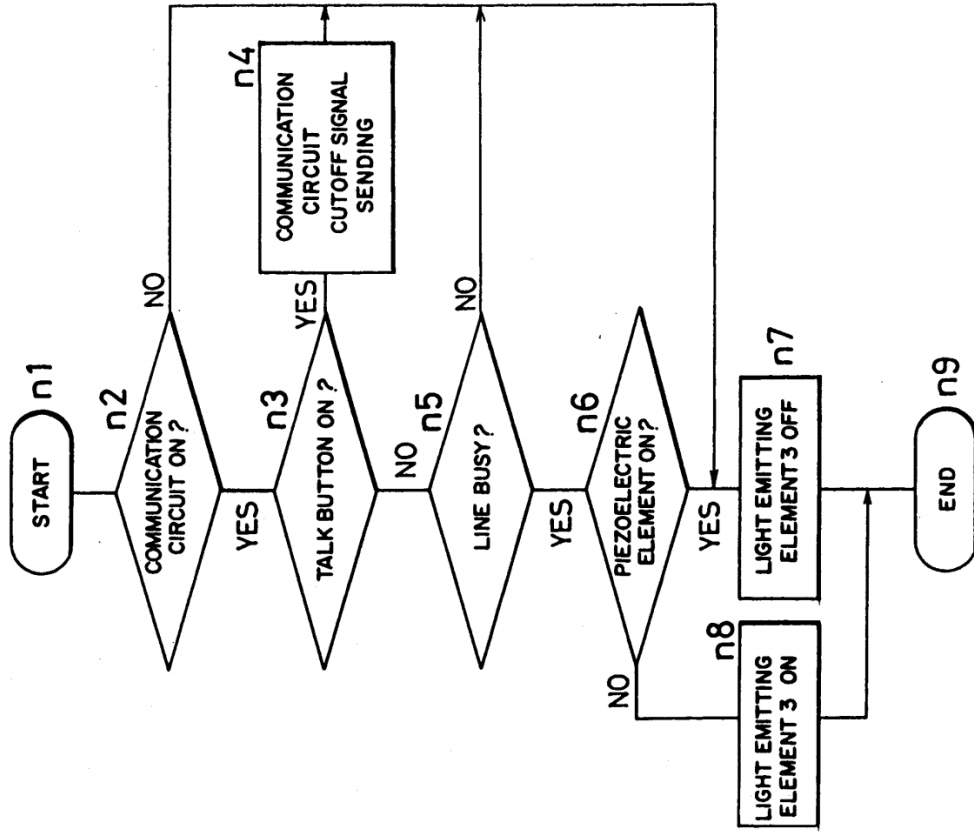 START
n1
n2
COMMUNICATION
CIRCUIT ON?
NO
YES
n3
TALK BUTTON ON?
YES
n4
COMMUNICATION
CIRCUIT
CUTOFF SIGNAL
SENDING
NO
n5
LINE BUSY?
NO
YES
n6
PIEZOELECTRIC
ELEMENT ON?
NO
YES
n8
LIGHT EMITTING
ELEMENT 3 ON
n7
LIGHT EMITTING
ELEMENT 3 OFF
END
n9